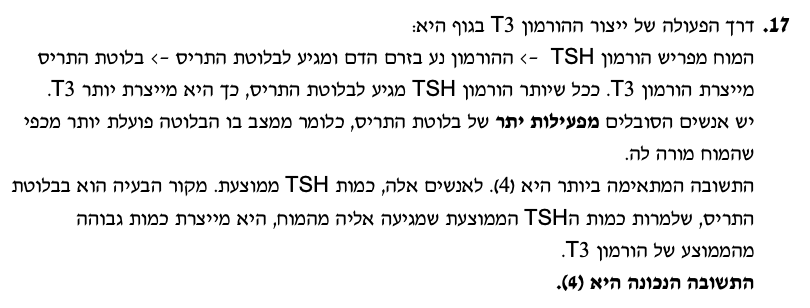 17. דרך הפעולה של ייצור ההורמון T3 בגוף היא:
המוח מפריש הורמון TSH -> ההורמון נע בזרם הדם ומגיע לבלוטת התריס -> בלוטת התריס
מייצרת הורמון T3. ככל שיותר הורמון TSH מגיע לבלוטת התריס, כך היא מייצרת יותר T3.
יש אנשים הסובלים מפעילות יתר של בלוטת התריס, כלומר ממצב בו הבלוטה פועלת יותר מכפי
שהמוח מורה לה.
התשובה המתאימה ביותר היא (4). לאנשים אלה, כמות TSH ממוצעת. מקור הבעיה הוא בבלוטת
התריס, שלמרות כמות הTSH הממוצעת שמגיעה אליה מהמוח, היא מייצרת כמות גבוהה
מהממוצע של הורמון T3.
התשובה הנכונה היא (4).